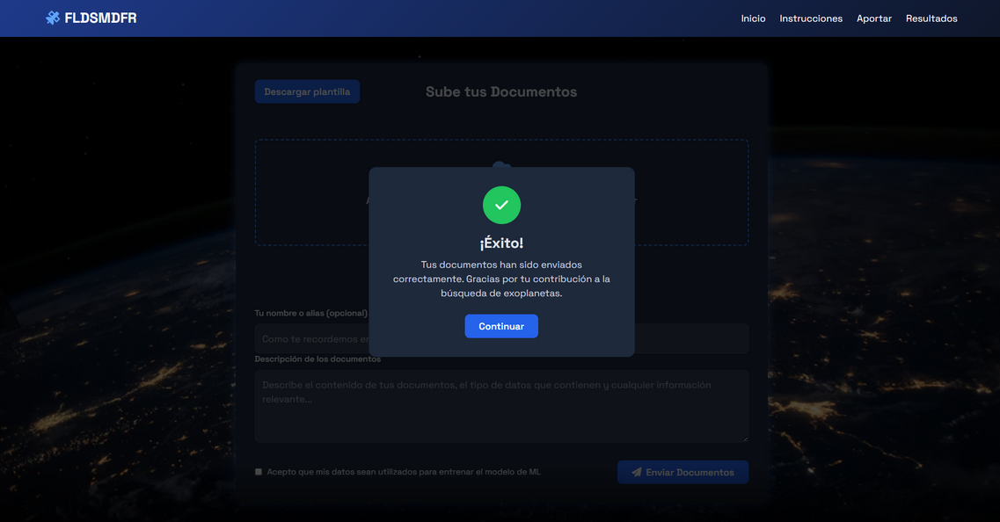 FLDSMDFR
Inicio Instrucciones Aportar Resultados
Descargar plantilla
Sube tus Documentos
¡Éxito!
Tus documentos han sido enviados
correctamente. Gracias por tu contribución a la
búsqueda de exoplanetas.
Continuar
Tu nombre o alias (opcional)
Como te recordemos
Descripción de los documentos
Describe el contenido de tus documentos, el tipo de datos que contienen y cualquier información
relevante...
Acepto que mis datos sean utilizados para entrenar el modelo de ML
Enviar Documentos